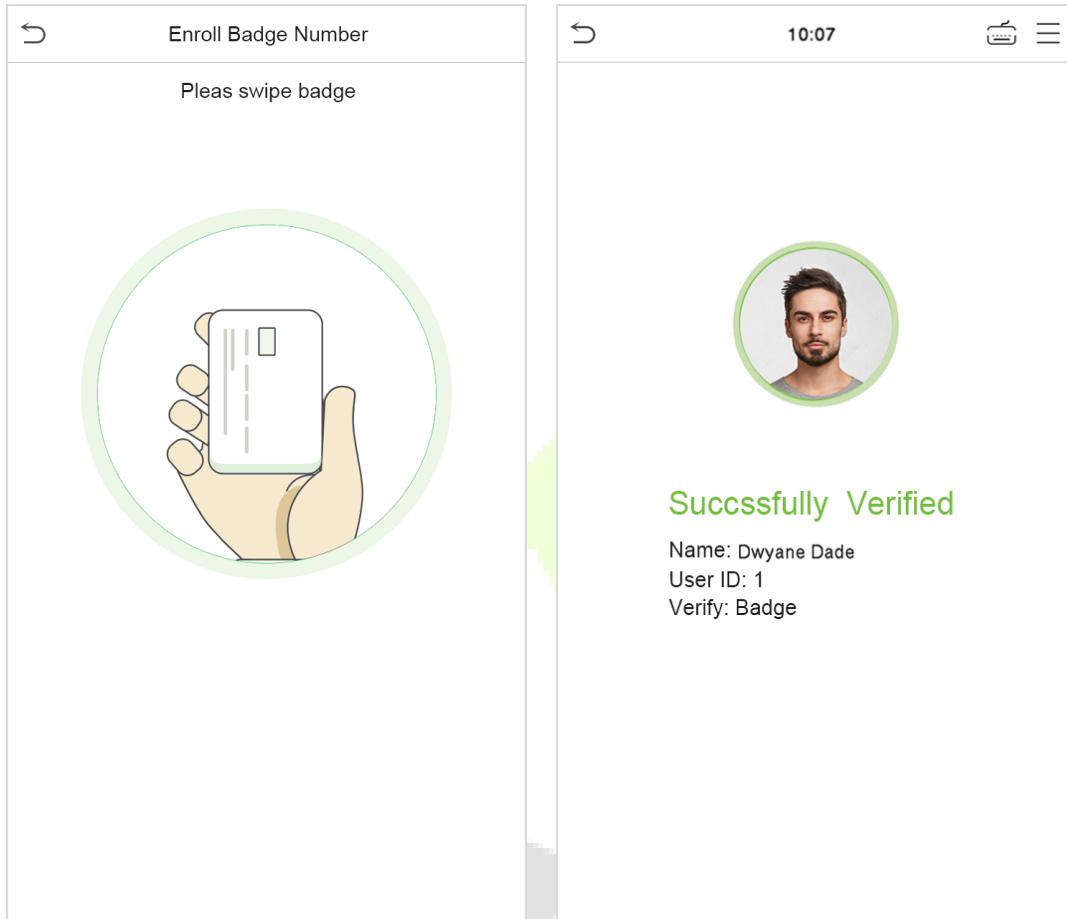 Enroll Badge Number
Pleas swipe badge
10:07
Succssfully Verified
Name: Dwyane Dade
User ID: 1
Verify: Badge